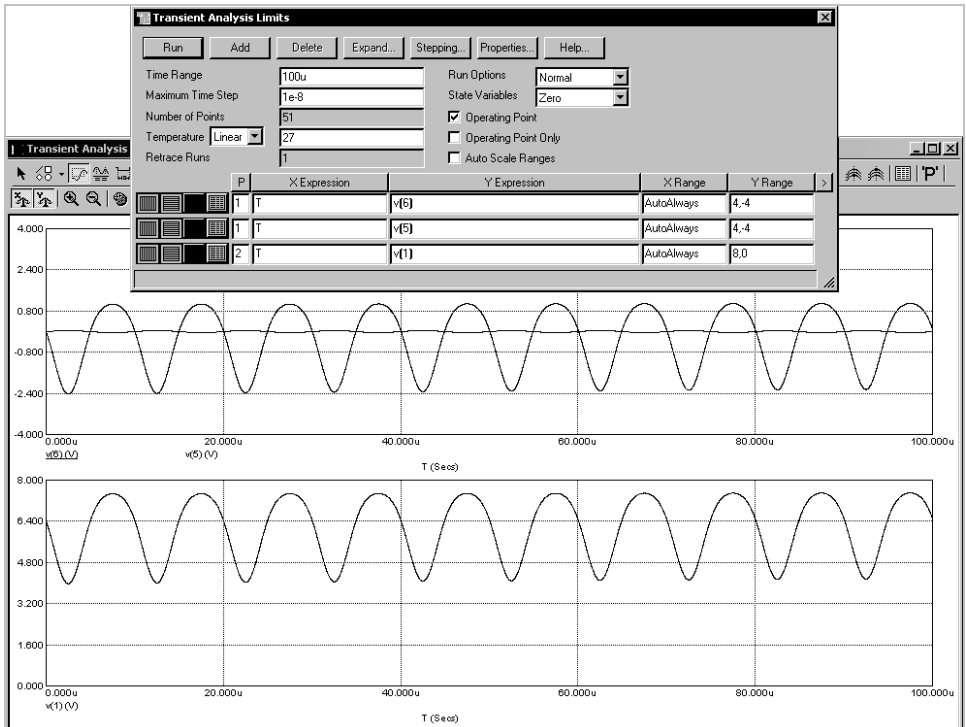 Transient Analysis Limits
Run Add Delete Expand... Stepping... Properties... Help...
Time Range 100u Run Options Normal
Maximum Time Step 1e-8 State Variables Zero
Number of Points 51 Operating Point
Temperature Linear 27 Operating Point Only
Retrace Runs 1 Auto Scale Ranges
Transient Analysis
'P'
P X Expression Y Expression X Range Y Range >
1 T v(6) AutoAlways 4,-4
1 T v(5) AutoAlways 4,-4
2 T v(1) AutoAlways 8,0
4.000
2.400
0.800
-0.800
-2.400
-4.000
0.000u 20.000u 40.000u 60.000u 80.000u 100.000u
v(6) (V) v(5) (V)
T (Secs)
8.000
6.400
4.800
3.200
1.600
0.000
0.000u 20.000u 40.000u 60.000u 80.000u 100.000u
v(1) (V)
T (Secs)